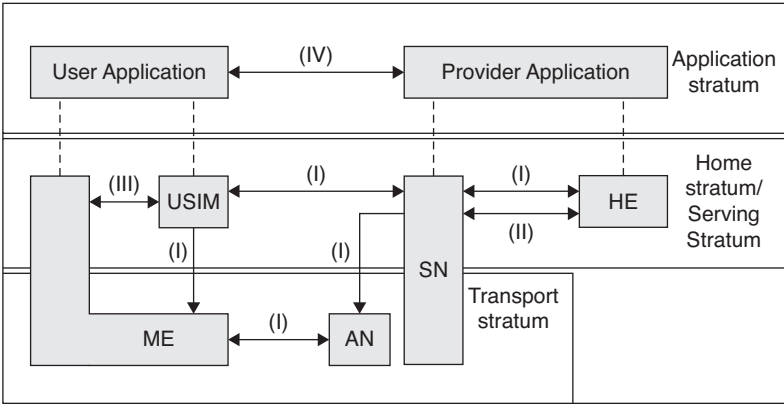 (IV)
User Application
Provider Application
Application
stratum
(III)
USIM
(I)
(I)
(II)
HE
Home
stratum/
Serving
Stratum
(I)
(I)
SN
Transport
stratum
ME
(I)
AN